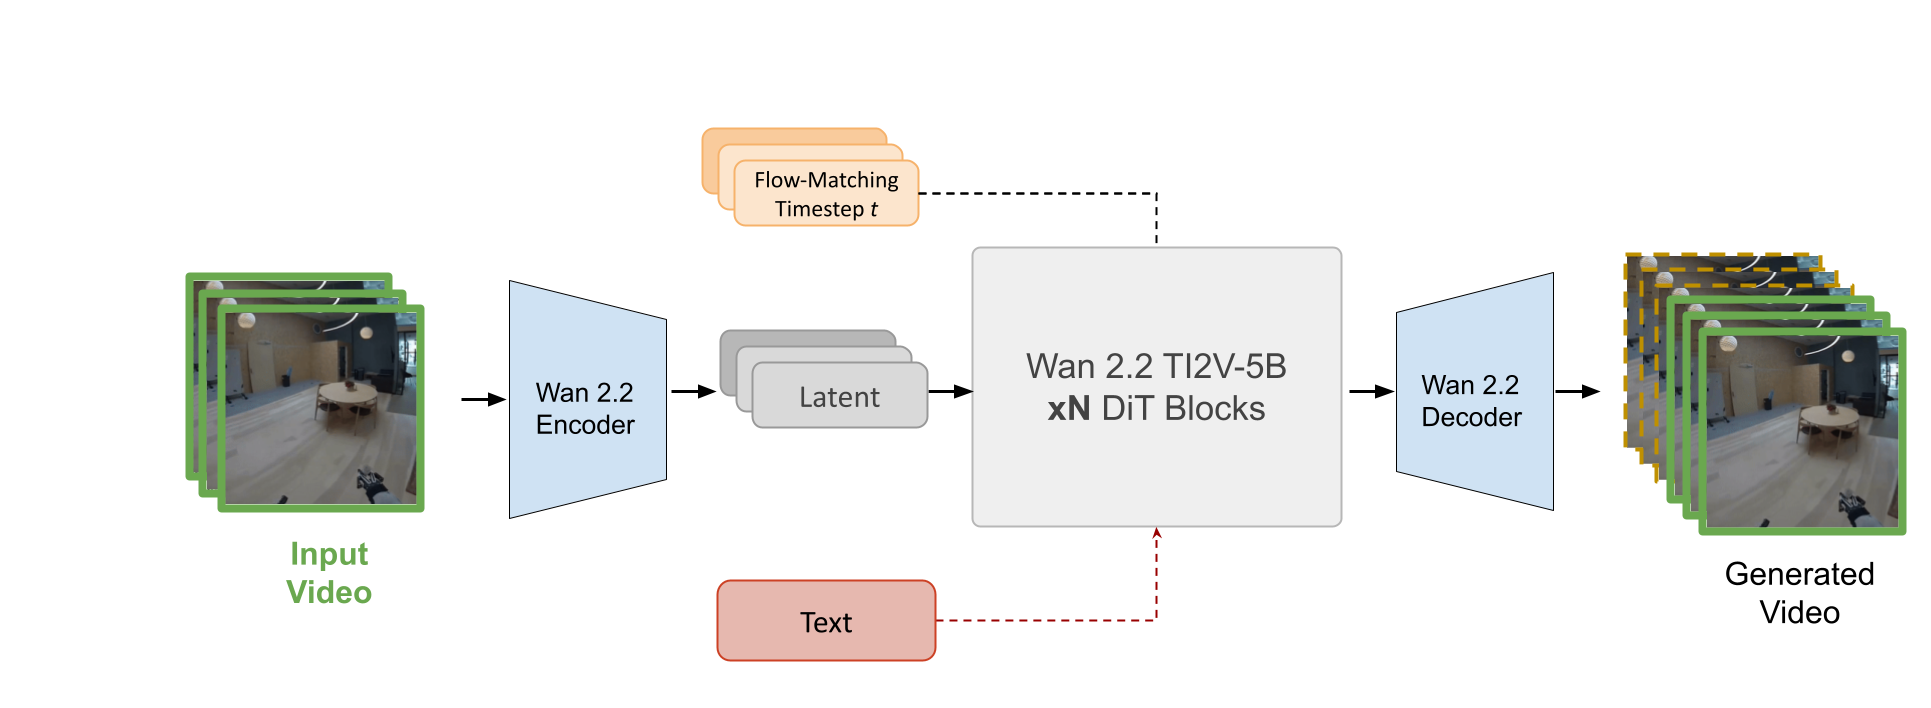 Flow-Matching
Timestep t
Input
Video
Wan 2.2
Encoder
Latent
Wan 2.2 TI2V-5B
xN DiT Blocks
Wan 2.2
Decoder
Text
Generated
Video